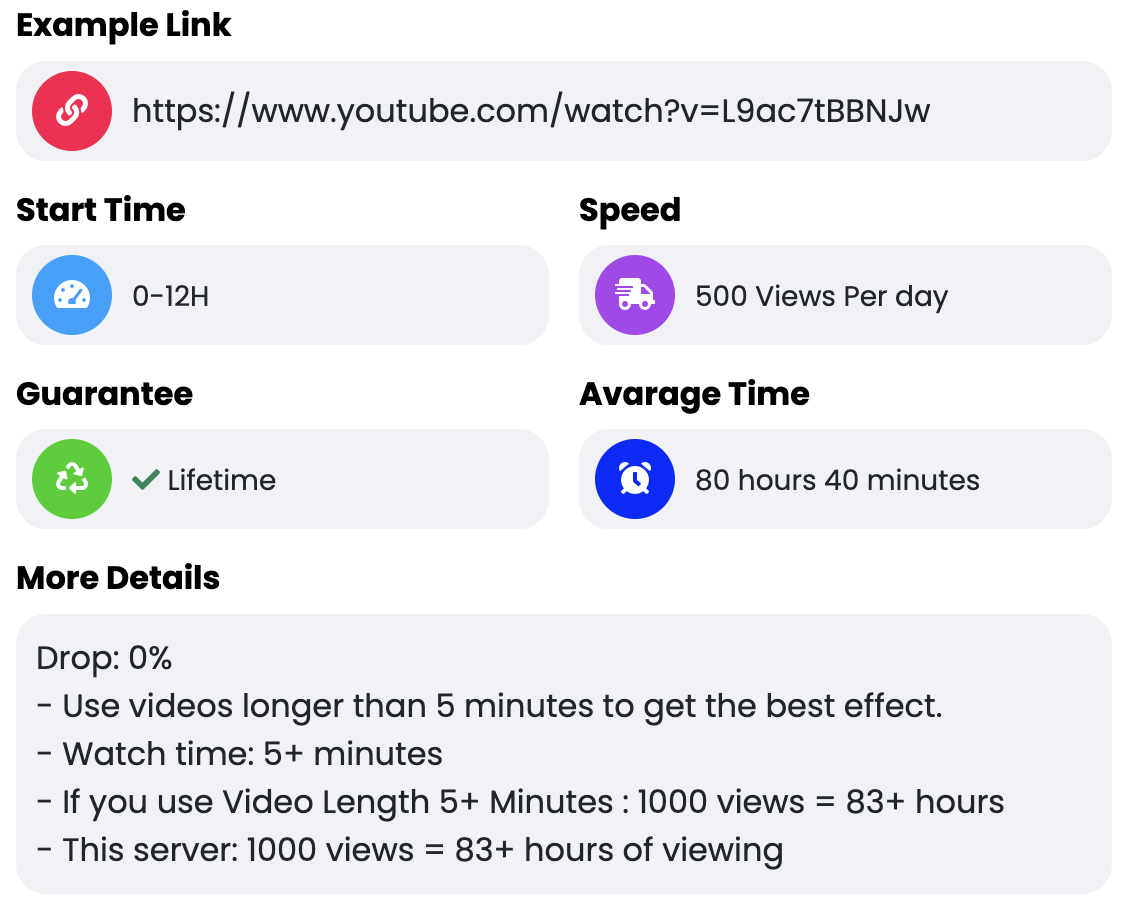 Example Link
https://www.youtube.com/watch?v=L9ac7tBBNJw
Start Time
0-12H
Speed
500 Views Per day
Guarantee
Lifetime
Avarage Time
80 hours 40 minutes
More Details
Drop: 0%
- Use videos longer than 5 minutes to get the best effect.
- Watch time: 5+ minutes
- If you use Video Length 5+ Minutes : 1000 views = 83+ hours
- This server: 1000 views = 83+ hours of viewing